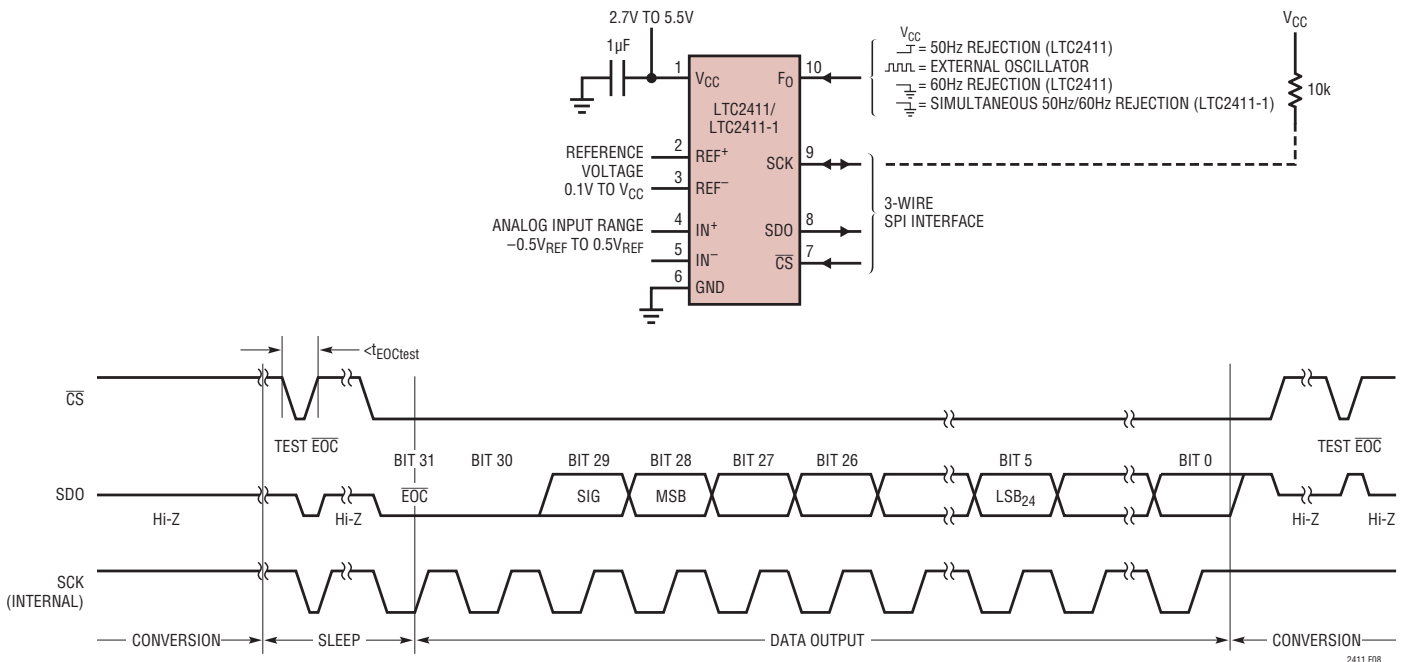 2.7V TO 5.5V
1µF
VCC
VCC
= 50Hz REJECTION (LTC2411)
= EXTERNAL OSCILLATOR
= 60Hz REJECTION (LTC2411)
= SIMULTANEOUS 50Hz/60Hz REJECTION (LTC2411-1)
10k
1 VCC
FO 10
LTC2411/
LTC2411-1
REFERENCE
VOLTAGE
0.1V TO VCC
2 REF+
3 REF–
SCK 9
ANALOG INPUT RANGE
–0.5VREF TO 0.5VREF
4 IN+
5 IN–
6 GND
SDO 8
CS 7
3-WIRE
SPI INTERFACE
<tEOCtest
CS
TEST EOC
TEST EOC
BIT 31 BIT 30 BIT 29 BIT 28 BIT 27 BIT 26 BIT 5 BIT 0
SDO
EOC SIG MSB LSB24
Hi-Z Hi-Z Hi-Z Hi-Z
SCK
(INTERNAL)
CONVERSION SLEEP DATA OUTPUT CONVERSION
2411 F08